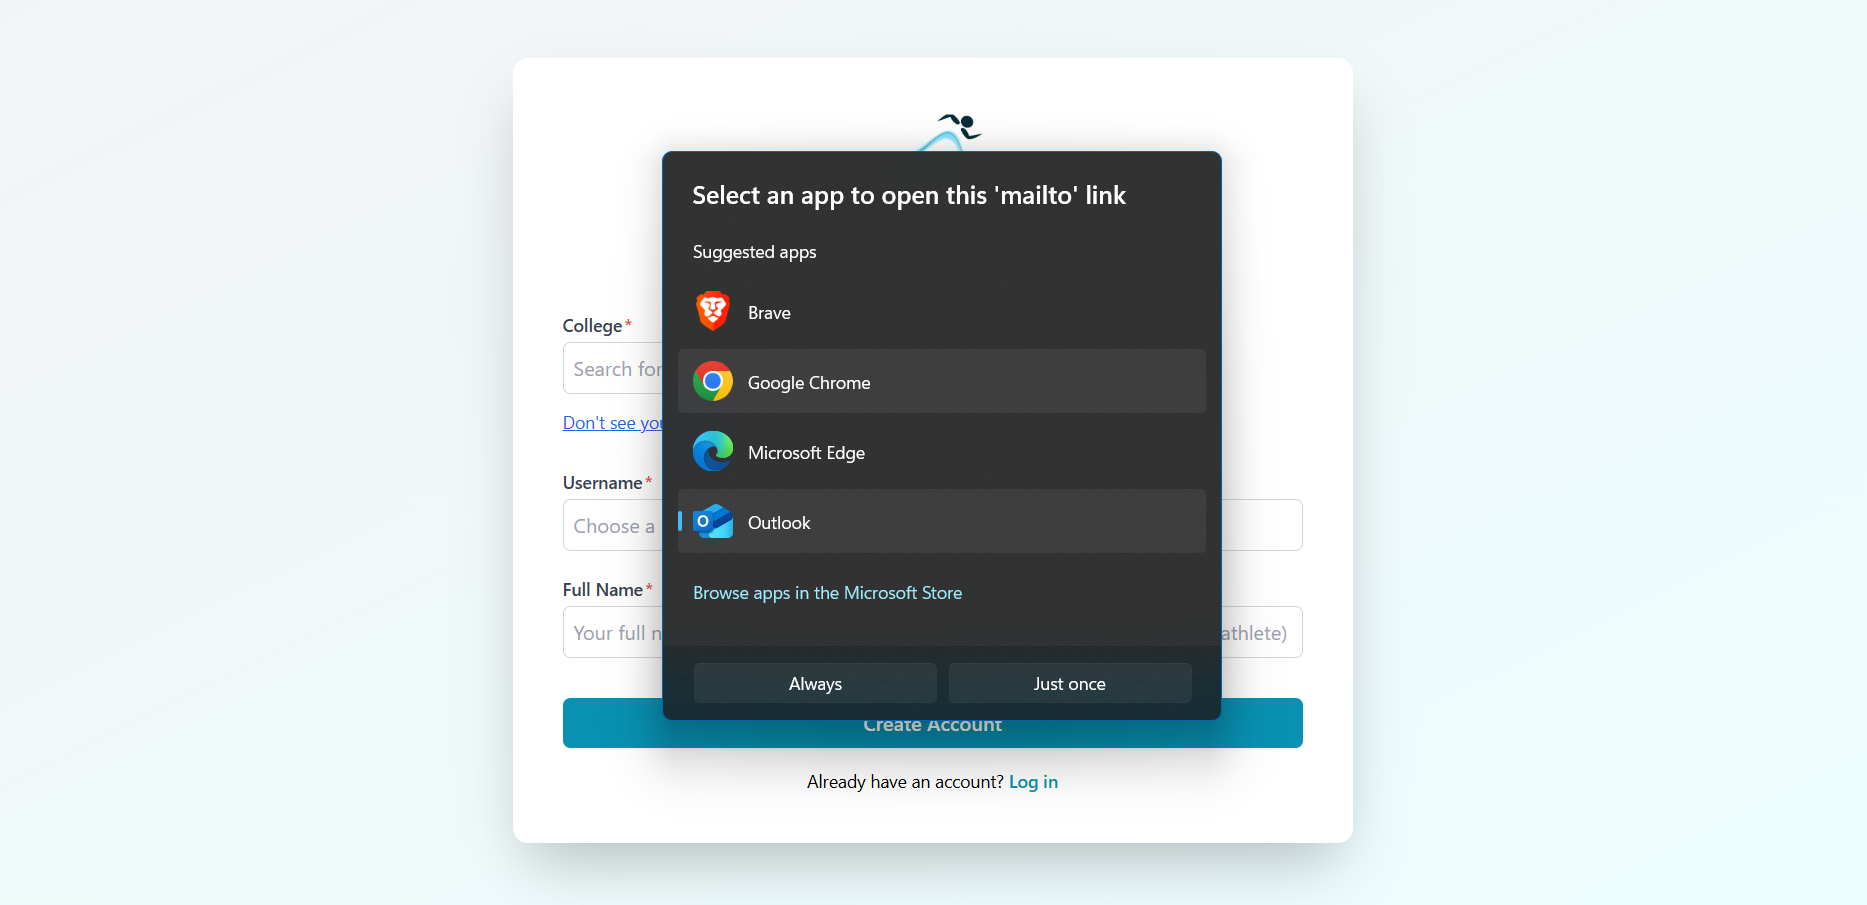 Select an app to open this 'mailto' link
Suggested apps
Brave
Google Chrome
Microsoft Edge
Outlook
Browse apps in the Microsoft Store
Always
Just once
College*
Search for
Don't see you
Username*
Choose a
Full Name*
Your full
athlete)
Create Account
Already have an account? Log in